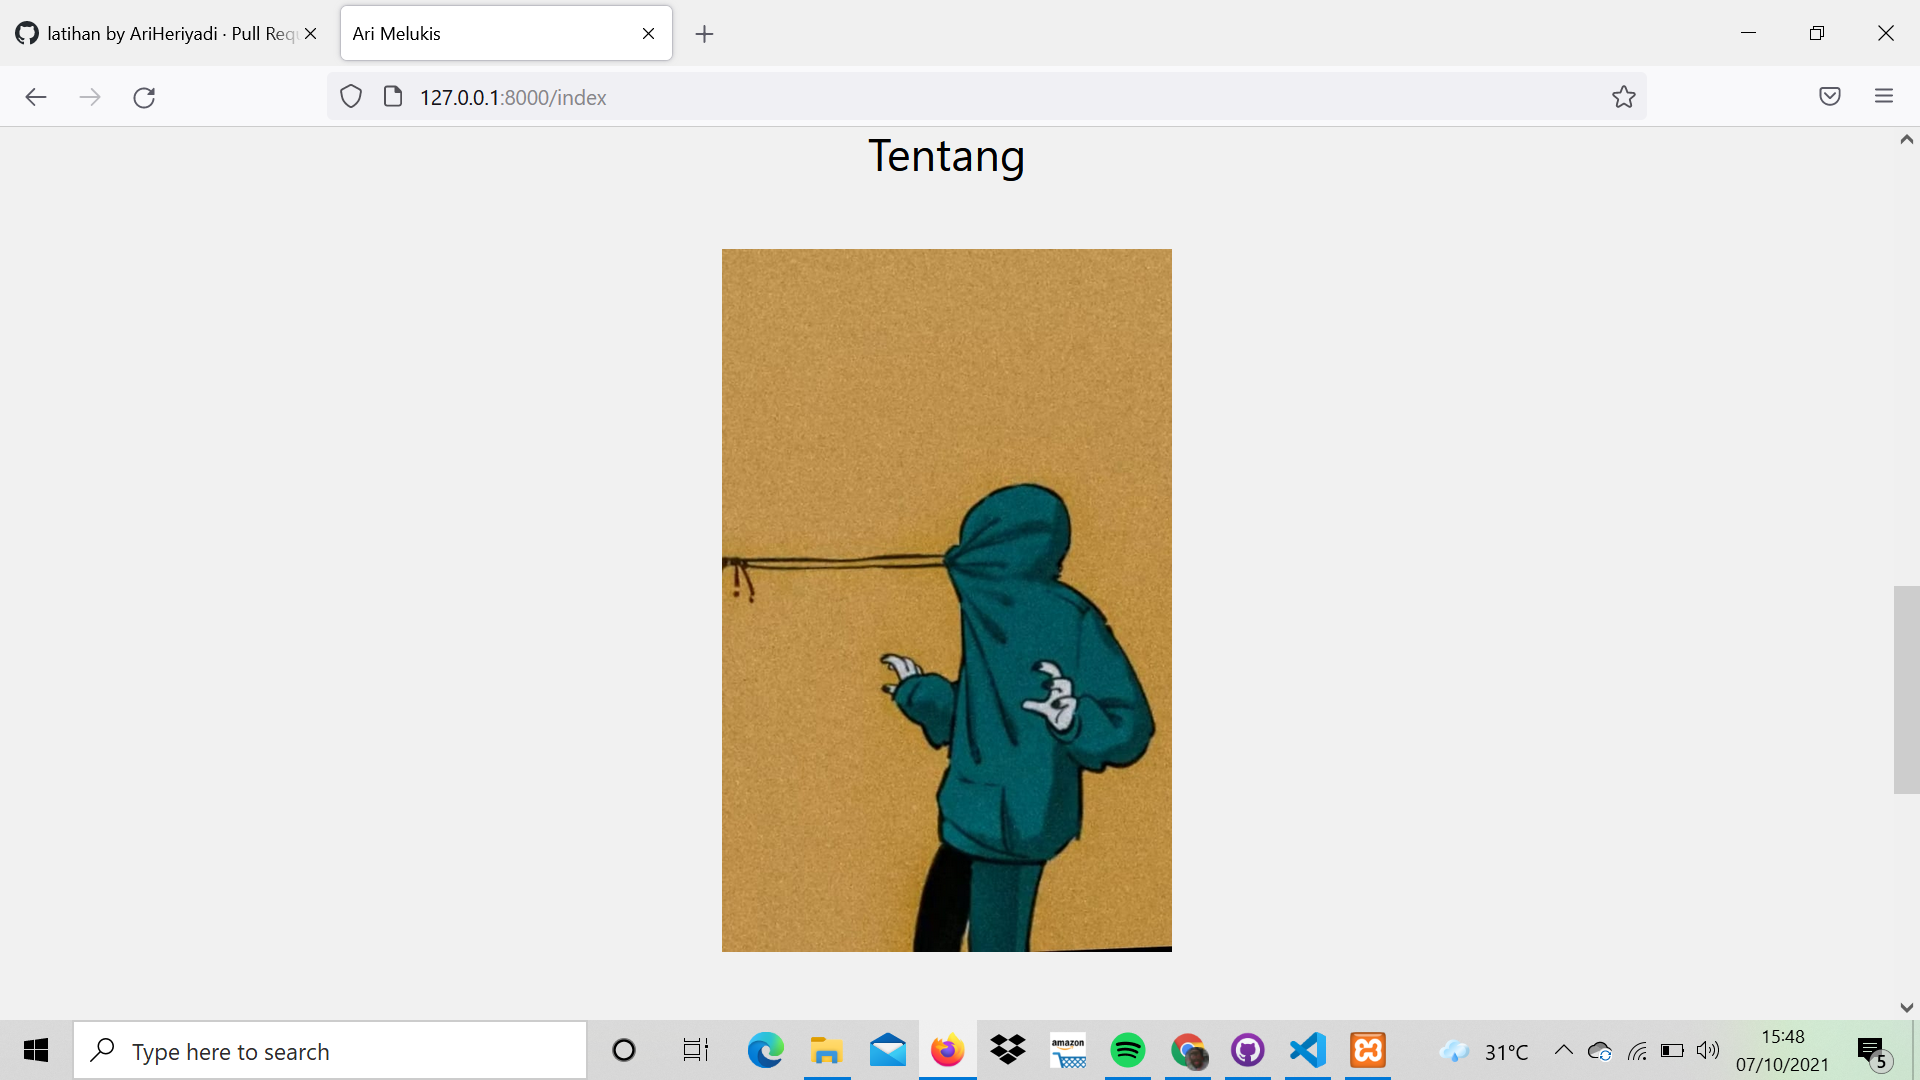 latihan by AriHeriyadi · Pull Requ
Ari Melukis
127.0.0.1:8000/index
Tentang
Type here to search
amazon
31°C
15:48
07/10/2021
5